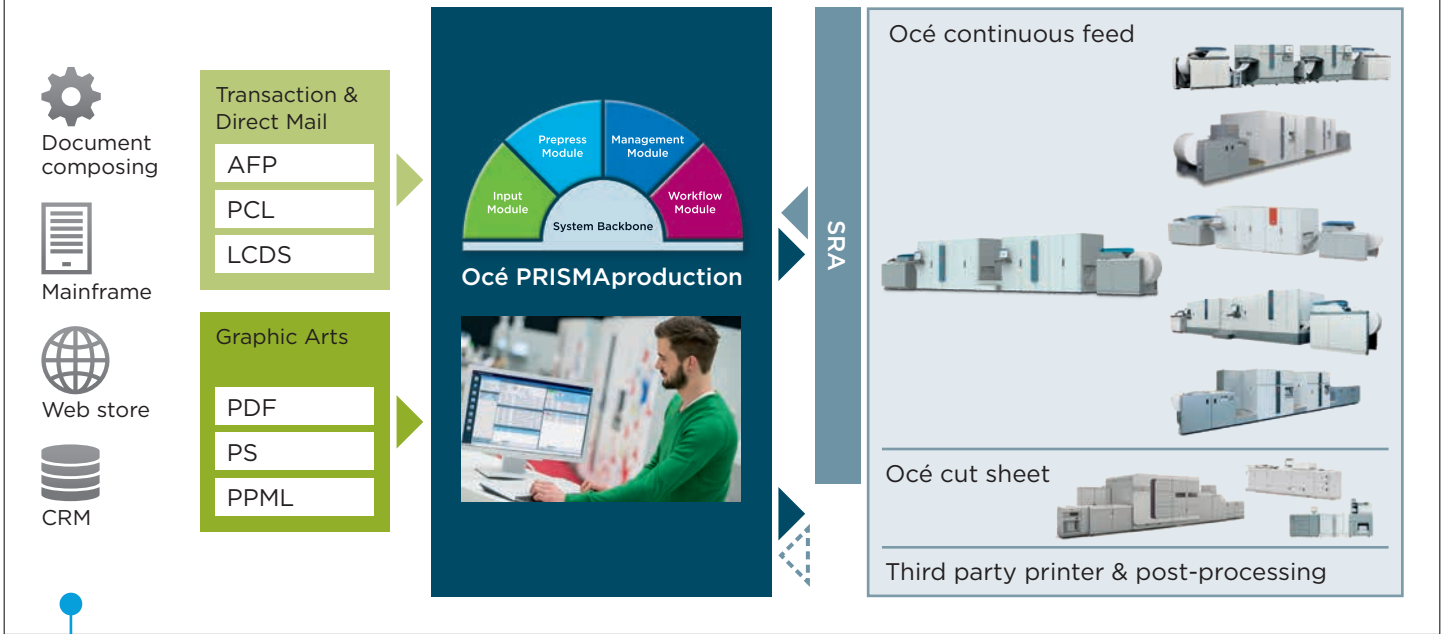 Document
composing
Mainframe
Web store
CRM
Transaction &
Direct Mail
AFP
PCL
LCDS
Graphic Arts
PDF
PS
PPML
Input
Module
Prepress
Module
Management
Module
Workflow
Module
System Backbone
Océ PRISMAproduction
SRA
Océ continuous feed
Océ cut sheet
Third party printer & post-processing